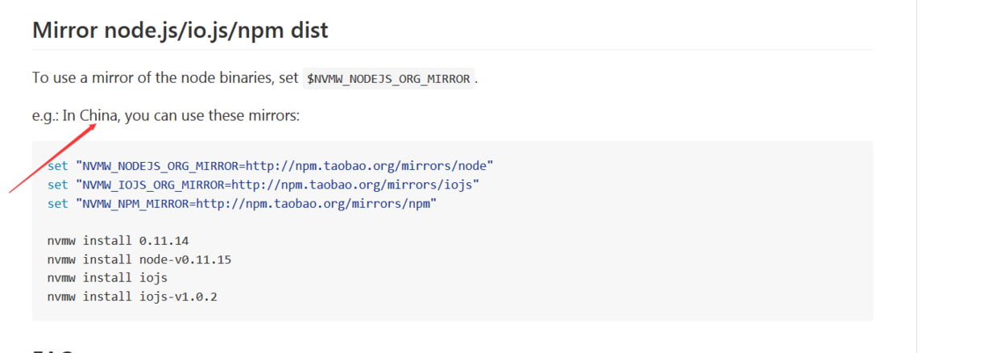 Mirror node.js/io.js/npm dist
To use a mirror of the node binaries, set $NVMW_NODEJS_ORG_MIRROR.
e.g.: In China, you can use these mirrors:
set "NVMW_NODEJS_ORG_MIRROR=http://npm.taobao.org/mirrors/node"
set "NVMW_IOJS_ORG_MIRROR=http://npm.taobao.org/mirrors/iojs"
set "NVMW_NPM_MIRROR=http://npm.taobao.org/mirrors/npm"
nvmw install 0.11.14
nvmw install node-v0.11.15
nvmw install iojs
nvmw install iojs-v1.0.2